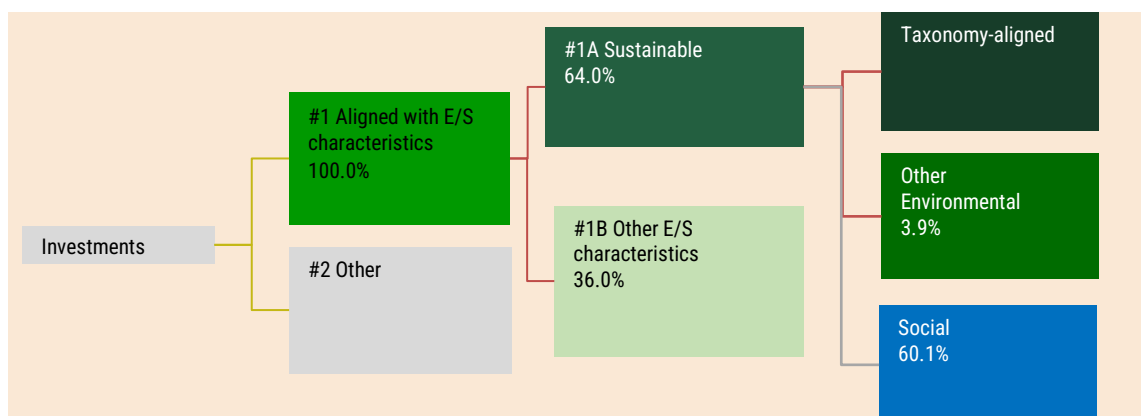 Investments
#1 Aligned with E/S
characteristics
100.0%
#2 Other
#1A Sustainable
64.0%
#1B Other E/S
characteristics
36.0%
Taxonomy-aligned
Other
Environmental
3.9%
Social
60.1%